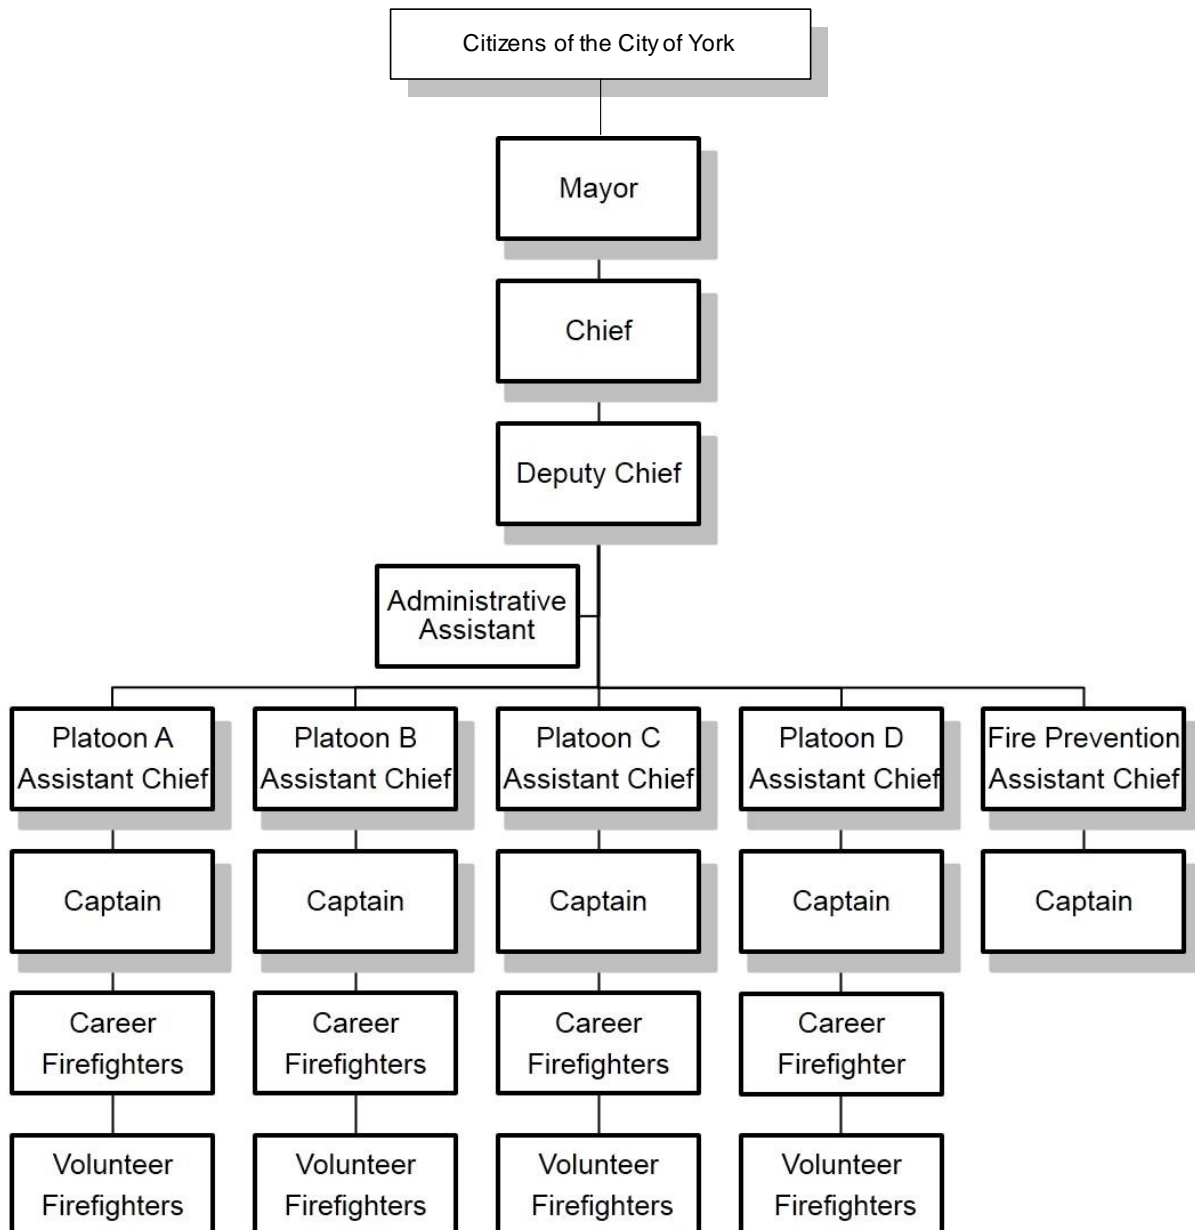 Citizens of the City of York
Mayor
Chief
Deputy Chief
Administrative
Assistant
Platoon A
Assistant Chief
Platoon B
Assistant Chief
Platoon C
Assistant Chief
Platoon D
Assistant Chief
Fire Prevention
Assistant Chief
Captain
Captain
Captain
Captain
Captain
Career
Firefighters
Career
Firefighters
Career
Firefighters
Career
Firefighter
Volunteer
Firefighters
Volunteer
Firefighters
Volunteer
Firefighters
Volunteer
Firefighters